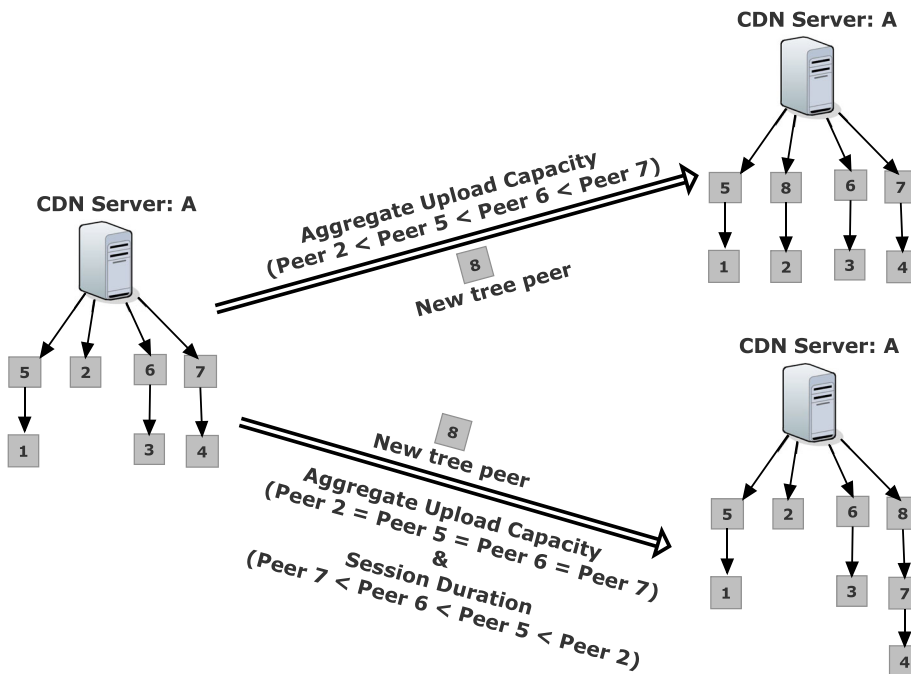 CDN Server: A
5 2 6 7
1 3 4
Aggregate Upload Capacity
(Peer 2 < Peer 5 < Peer 6 < Peer 7)
8
New tree peer
CDN Server: A
5 8 6 7
1 2 3 4
8
New tree peer
Aggregate Upload Capacity
(Peer 2 = Peer 5 = Peer 6 = Peer 7)
&
Session Duration
(Peer 7 < Peer 6 < Peer 5 < Peer 2)
CDN Server: A
5 2 6 8
1 3 7
4